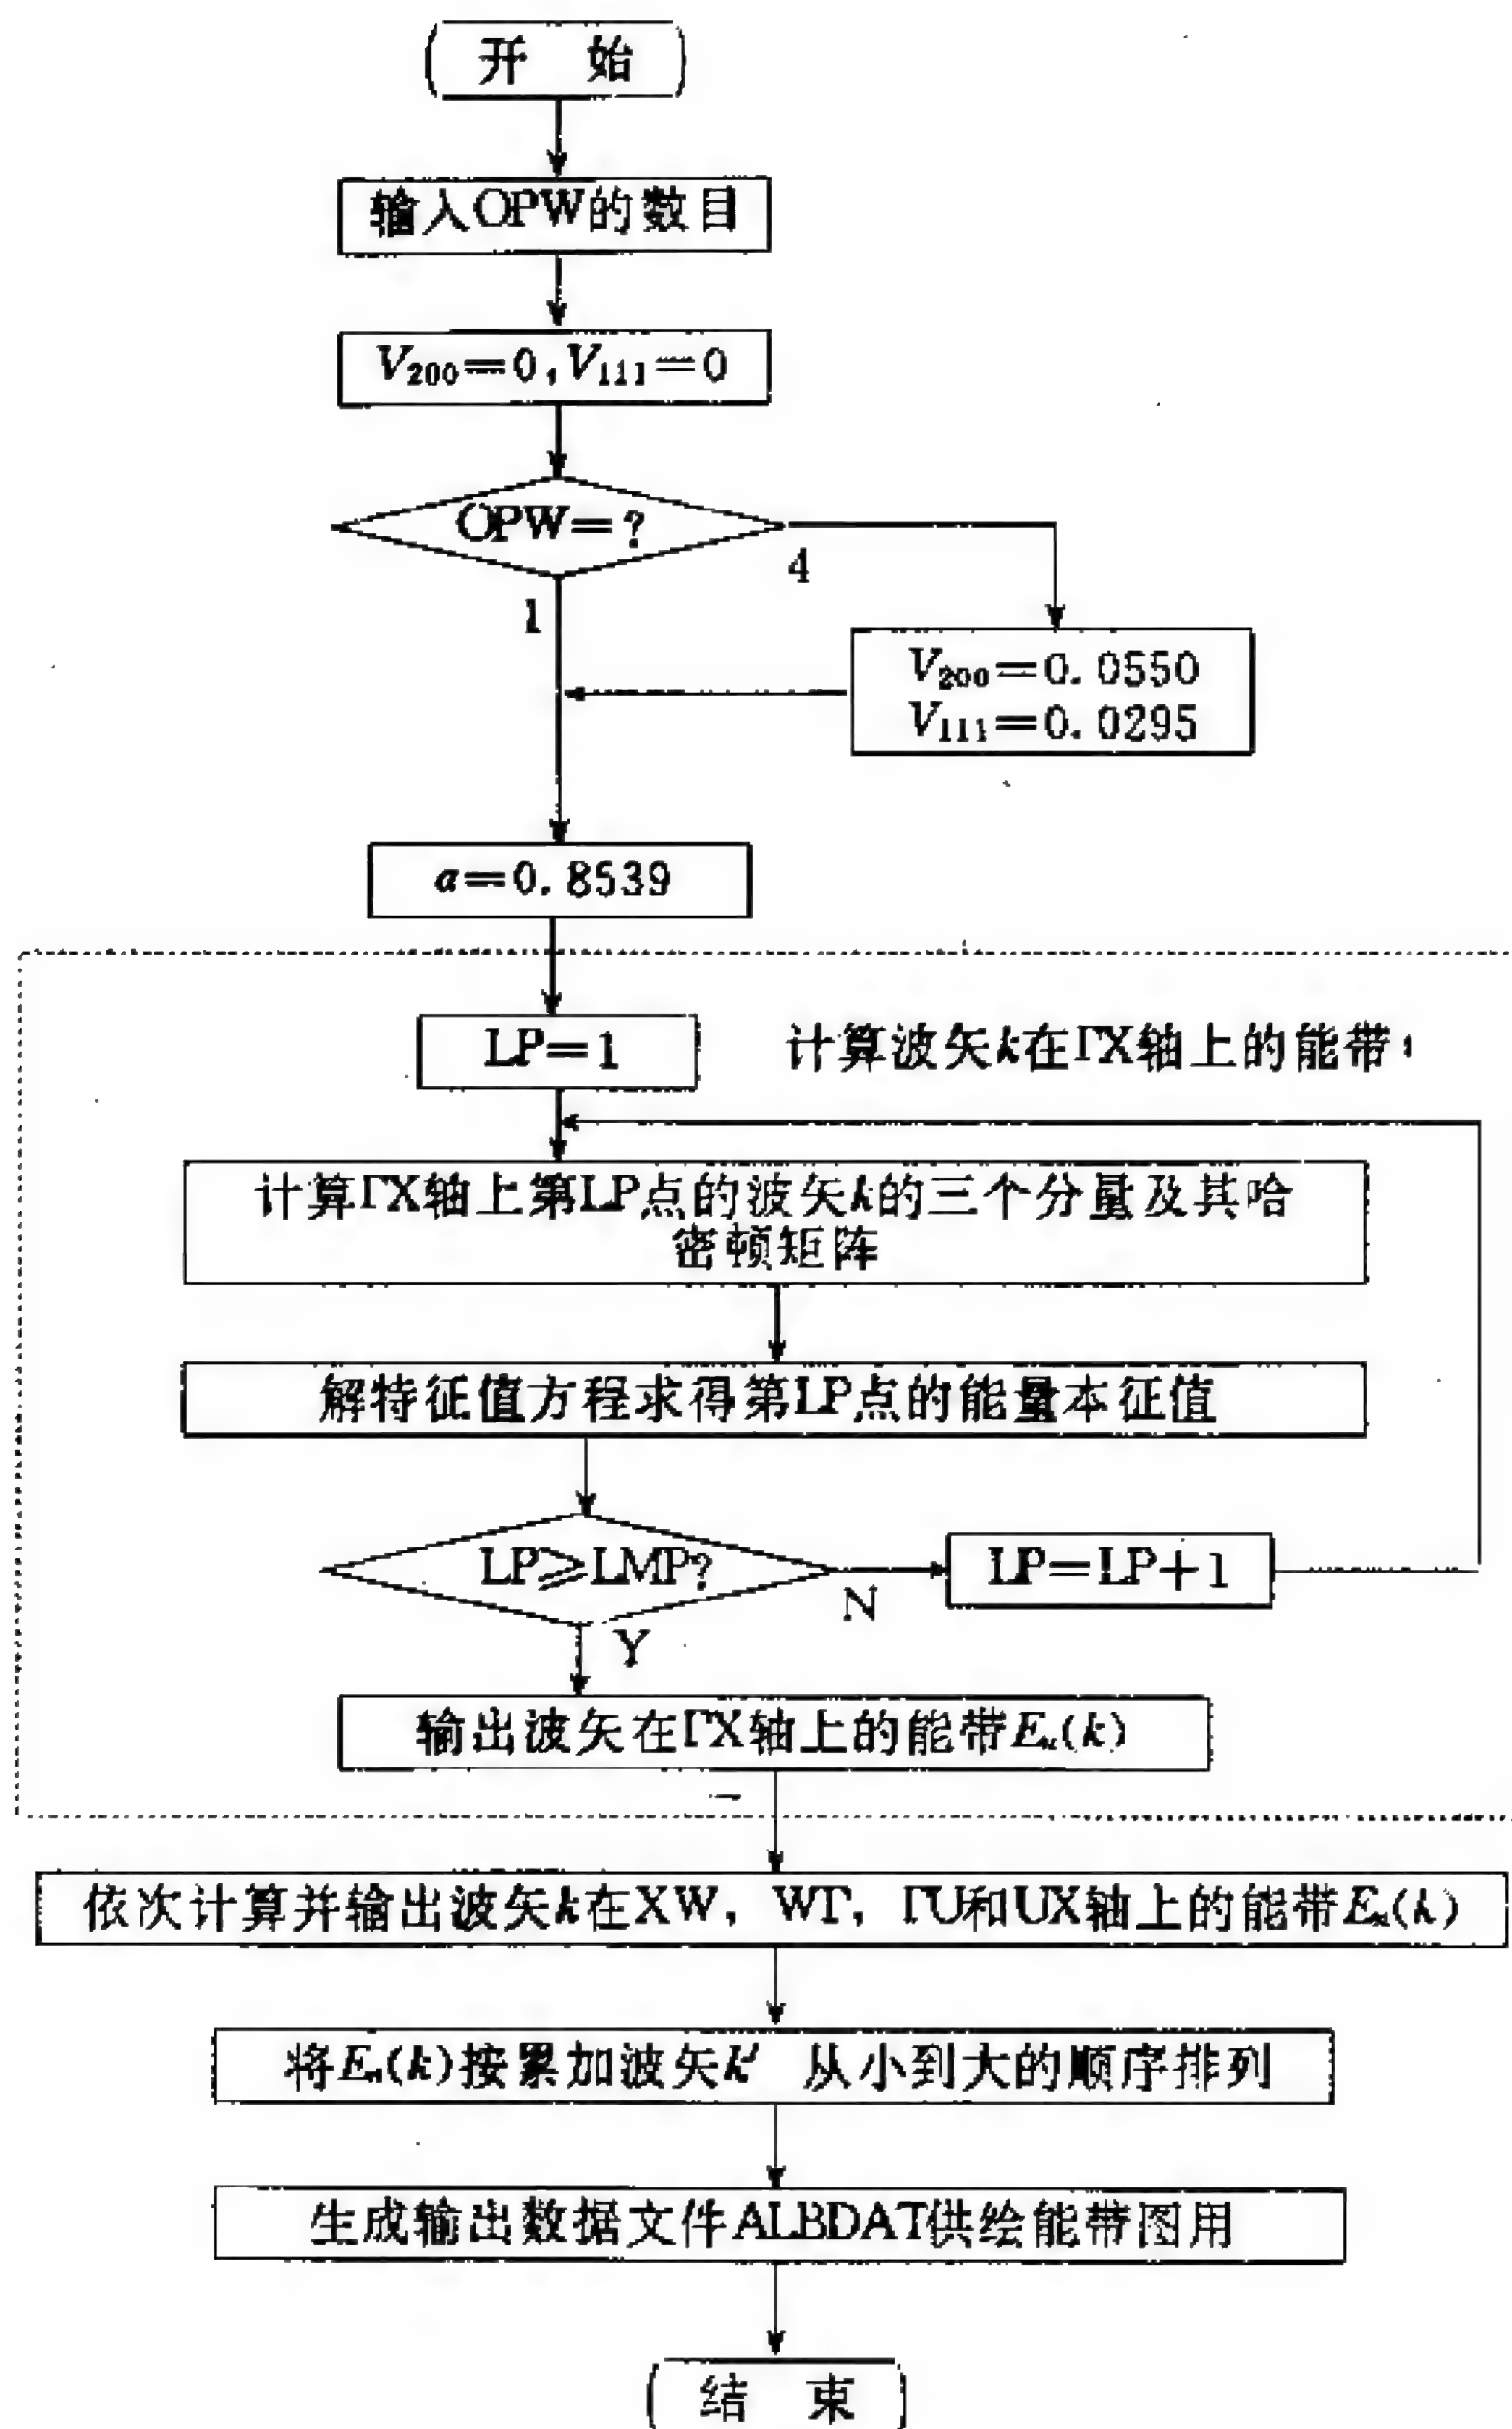 开 始
输入OPW的数目
V₂₀₀=0,V₁₁₁=0
OPW=?
4
1
V₂₀₀=0.0550
V₁₁₁=0.0295
a=0.8539
LP=1
计算波矢k在ΓX轴上的能带:
计算ΓX轴上第LP点的波矢k的三个分量及其哈
密顿矩阵
解特征值方程求得第LP点的能量本征值
LP⩾LMP?
N
LP=LP+1
Y
输出波矢在ΓX轴上的能带Eₙ(k)
依次计算并输出波矢k在XW, WΓ, ΓU和UX轴上的能带Eₙ(k)
将Eₙ(k)按累加波矢k′ 从小到大的顺序排列
生成输出数据文件ALBDAT供绘能带图用
结 束